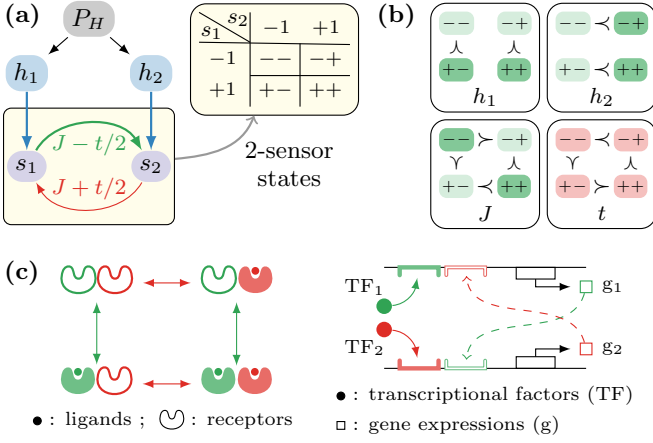 (a)
P_H
h_1
h_2
J − t/2
s_1
s_2
J + t/2
s_1 s_2 −1 +1
−1 −− −+
+1 +− ++
2-sensor
states
(b)
−− −+
+− ++
h_1
−− −+
+− ++
h_2
−− −+
+− ++
J
−− −+
+− ++
t
(c)
TF_1
g_1
TF_2
g_2
: ligands ; : receptors
: transcriptional factors (TF)
: gene expressions (g)